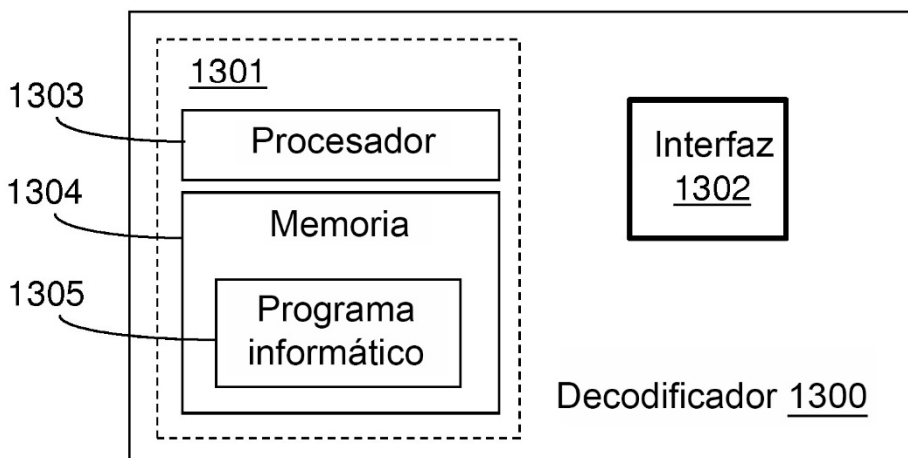 1301
1303
Procesador
Interfaz
1302
1304
Memoria
1305
Programa
informático
Decodificador 1300